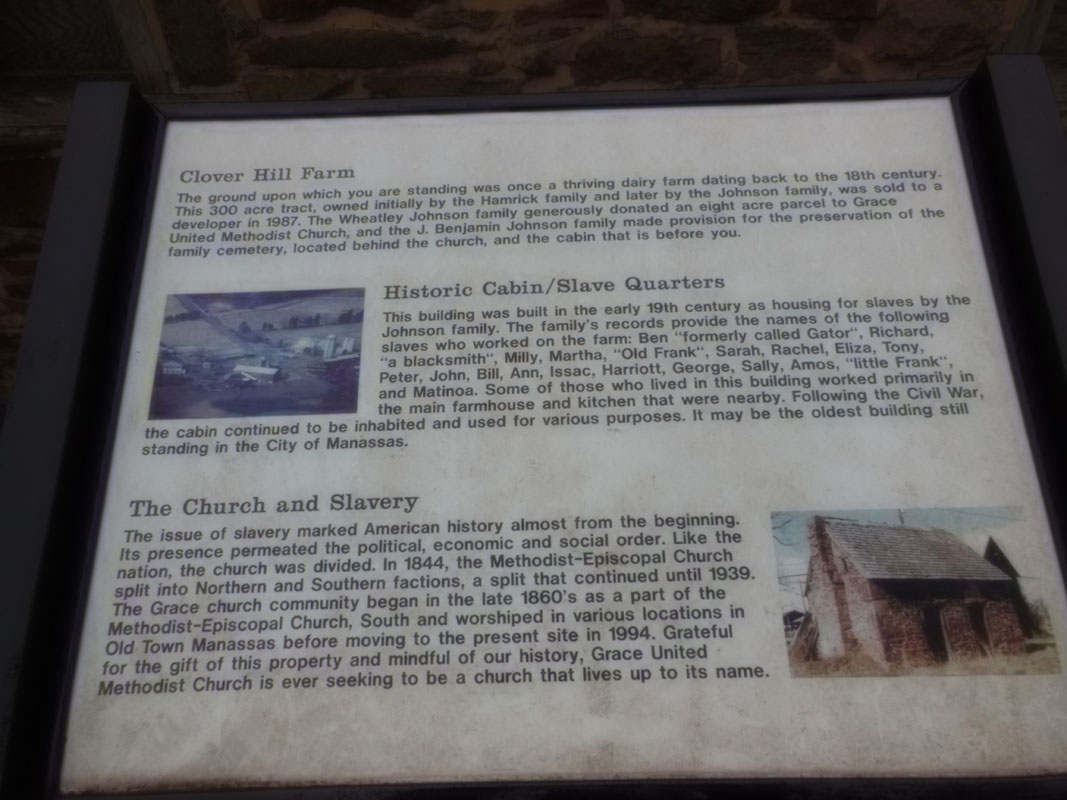 Clover Hill Farm
The ground upon which you are standing was once a thriving dairy farm dating back to the 18th century.
This 300 acre tract, owned initially by the Hamrick family and later by the Johnson family, was sold to a
developer in 1987. The Wheatley Johnson family generously donated an eight acre parcel to Grace
United Methodist Church, and the J. Benjamin Johnson family made provision for the preservation of the
family cemetery, located behind the church, and the cabin that is before you.
Historic Cabin/Slave Quarters
This building was built in the early 19th century as housing for slaves by the
Johnson family. The family's records provide the names of the following
slaves who worked on the farm: Ben "formerly called Gator", Richard,
"a blacksmith", Milly, Martha, "Old Frank", Sarah, Rachel, Eliza, Tony,
Peter, John, Bill, Ann, Issac, Harriott, George, Sally, Amos, "little Frank",
and Matinoa. Some of those who lived in this building worked primarily in
the main farmhouse and kitchen that were nearby. Following the Civil War,
the cabin continued to be inhabited and used for various purposes. It may be the oldest building still
standing in the City of Manassas.
The Church and Slavery
The issue of slavery marked American history almost from the beginning.
Its presence permeated the political, economic and social order. Like the
nation, the church was divided. In 1844, the Methodist-Episcopal Church
split into Northern and Southern factions, a split that continued until 1939.
The Grace church community began in the late 1860's as a part of the
Methodist-Episcopal Church, South and worshiped in various locations in
Old Town Manassas before moving to the present site in 1994. Grateful
for the gift of this property and mindful of our history, Grace United
Methodist Church is ever seeking to be a church that lives up to its name.